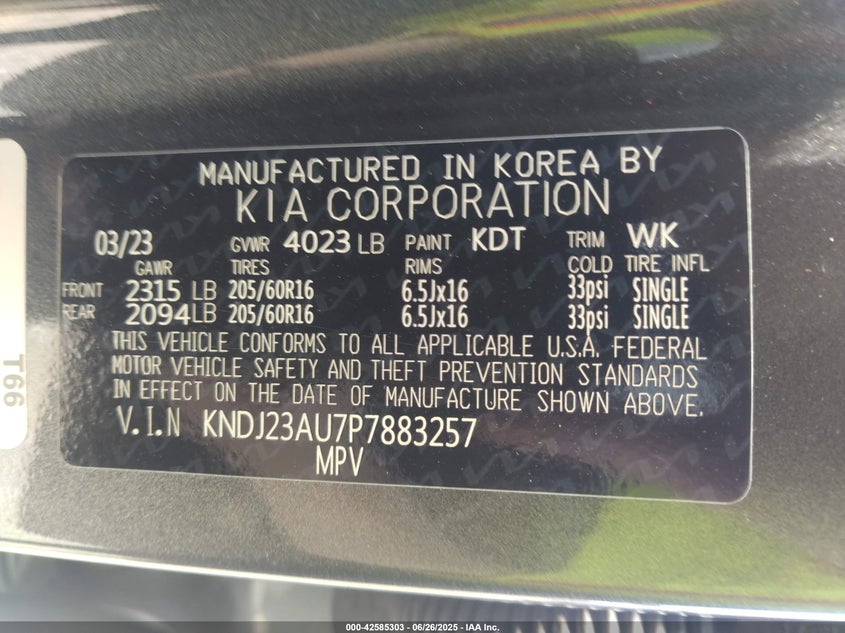 MANUFACTURED IN KOREA BY
KIA CORPORATION
03/23 GVWR 4023 LB PAINT KDT TRIM WK
GAWR TIRES RIMS COLD TIRE INFL
FRONT 2315 LB 205/60R16 6.5Jx16 33psi SINGLE
REAR 2094 LB 205/60R16 6.5Jx16 33psi SINGLE
THIS VEHICLE CONFORMS TO ALL APPLICABLE U.S.A. FEDERAL
MOTOR VEHICLE SAFETY AND THEFT PREVENTION STANDARDS
IN EFFECT ON THE DATE OF MANUFACTURE SHOWN ABOVE.
V.I.N KNDJ23AU7P7883257
MPV
T66
000-42585303 - 06/26/2025 - IAA Inc.